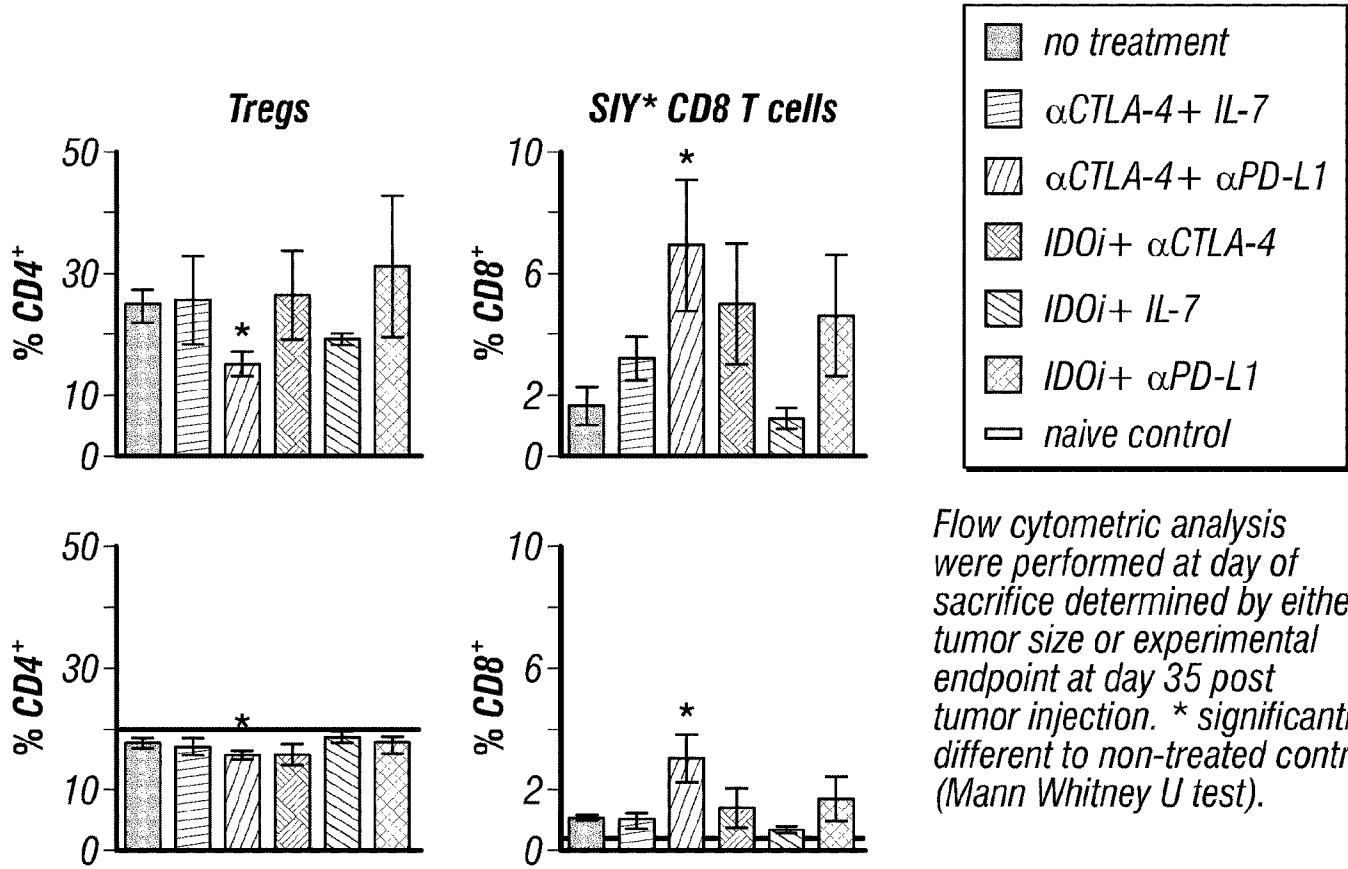 Tregs
SIY* CD8 T cells
% CD4+
50
30
10
0
*
% CD8+
10
6
2
0
*
% CD4+
50
30
10
0
*
% CD8+
10
6
2
0
*
no treatment
αCTLA-4+ IL-7
αCTLA-4+ αPD-L1
IDOi+ αCTLA-4
IDOi+ IL-7
IDOi+ αPD-L1
naive control
Flow cytometric analysis
were performed at day of
sacrifice determined by eithe
tumor size or experimental
endpoint at day 35 post
tumor injection. * significantl
different to non-treated contr
(Mann Whitney U test).